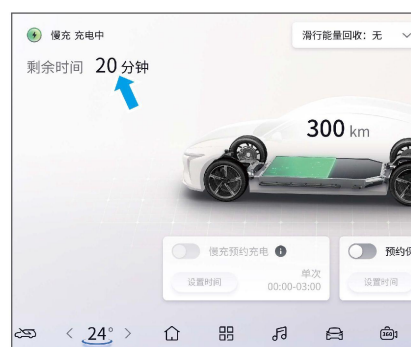 慢充 充电中
滑行能量回收：无
剩余时间 20 分钟
300 km
慢充预约充电
预约
设置时间
单次
00:00-03:00
设置时间
24°
360